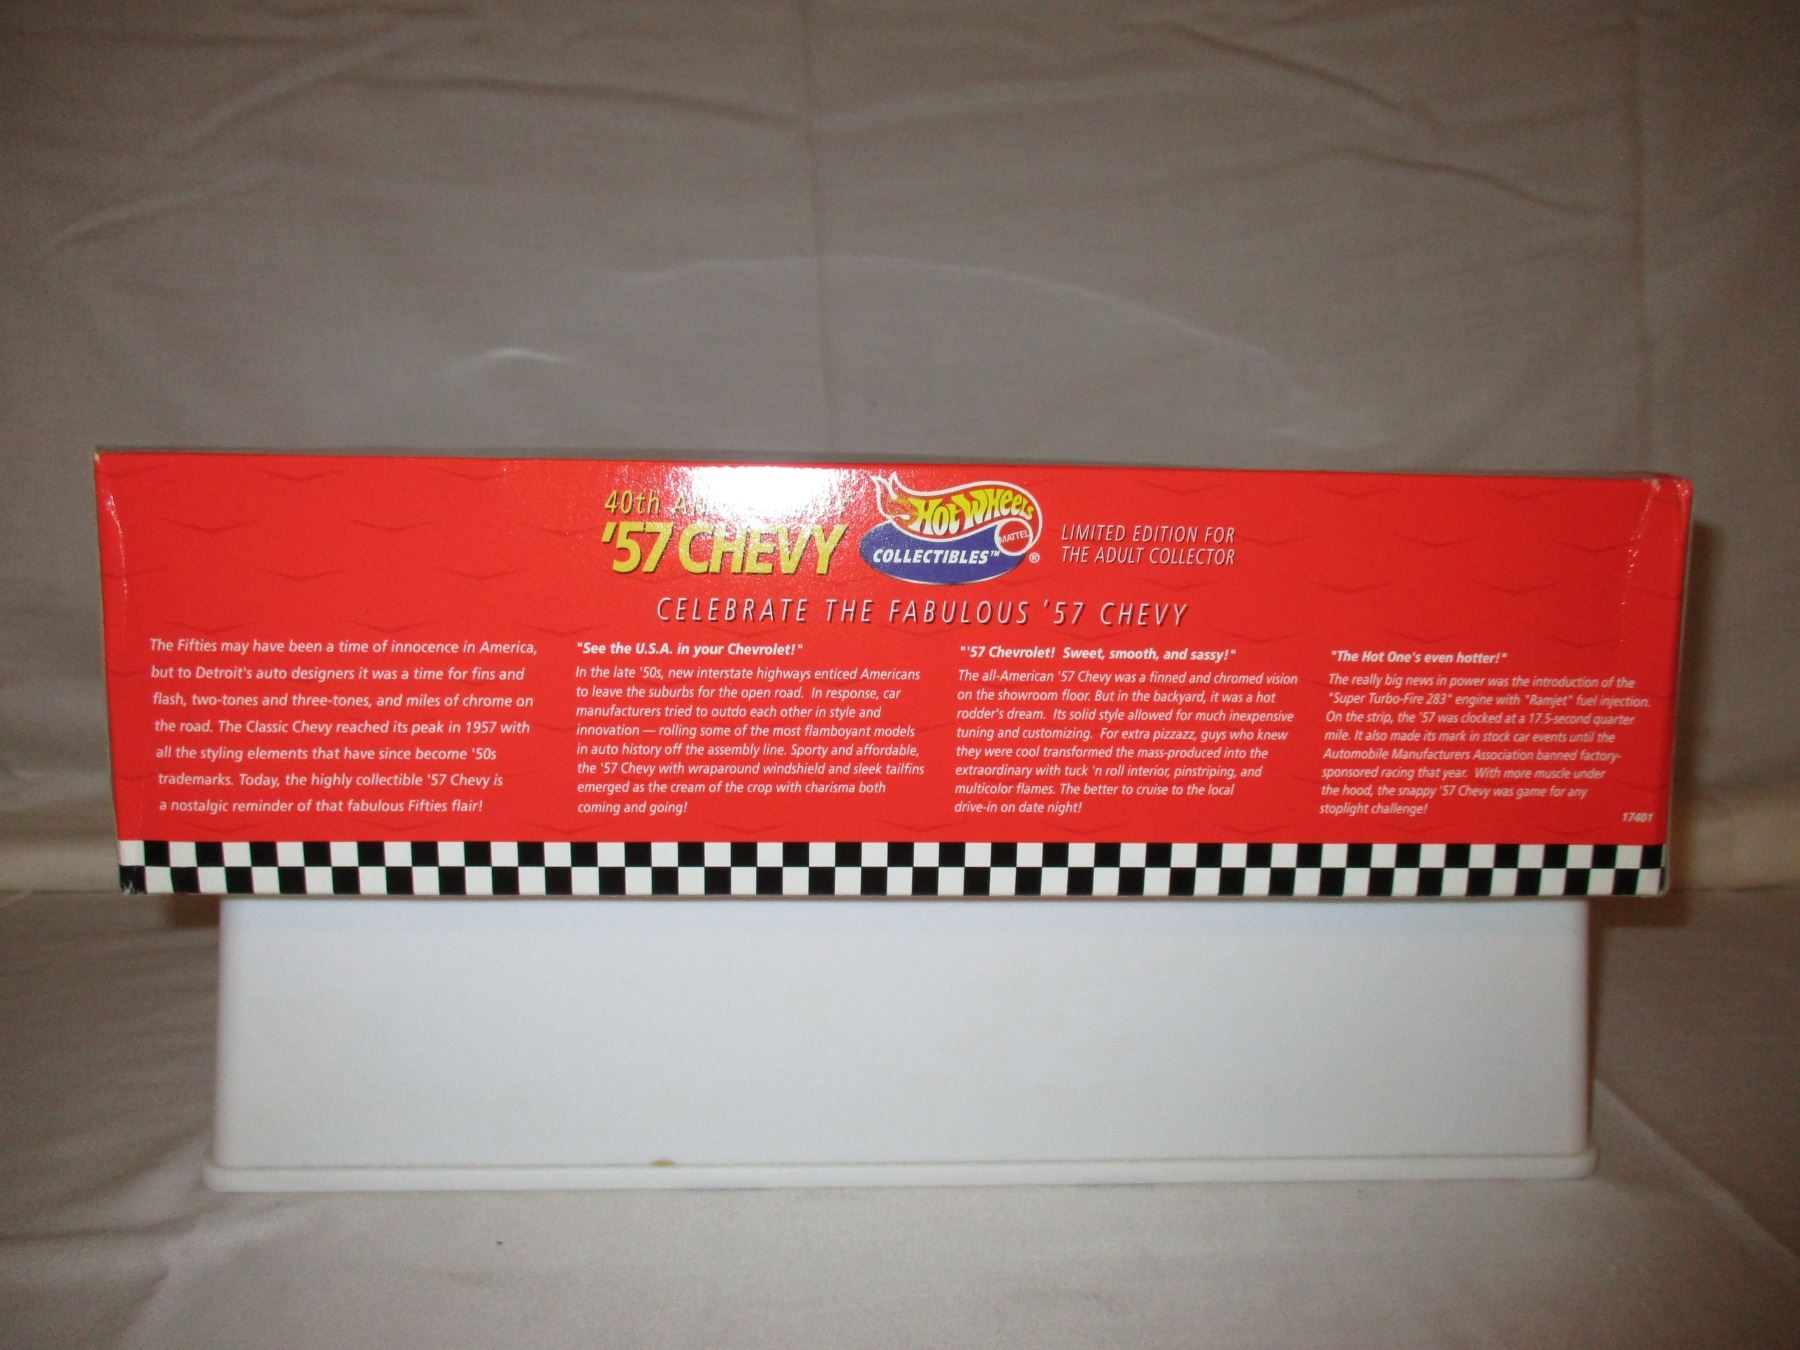 40th
'57 CHEVY
Hot Wheels
MATTEL
COLLECTIBLES™ ®
LIMITED EDITION FOR
THE ADULT COLLECTOR
CELEBRATE THE FABULOUS '57 CHEVY
The Fifties may have been a time of innocence in America,
but to Detroit's auto designers it was a time for fins and
flash, two-tones and three-tones, and miles of chrome on
the road. The Classic Chevy reached its peak in 1957 with
all the styling elements that have since become '50s
trademarks. Today, the highly collectible '57 Chevy is
a nostalgic reminder of that fabulous Fifties flair!
"See the U.S.A. in your Chevrolet!"
In the late '50s, new interstate highways enticed Americans
to leave the suburbs for the open road. In response, car
manufacturers tried to outdo each other in style and
innovation — rolling some of the most flamboyant models
in auto history off the assembly line. Sporty and affordable,
the '57 Chevy with wraparound windshield and sleek tailfins
emerged as the cream of the crop with charisma both
coming and going!
"'57 Chevrolet! Sweet, smooth, and sassy!"
The all-American '57 Chevy was a finned and chromed vision
on the showroom floor. But in the backyard, it was a hot
rodder's dream. Its solid style allowed for much inexpensive
tuning and customizing. For extra pizzazz, guys who knew
they were cool transformed the mass-produced into the
extraordinary with tuck 'n roll interior, pinstriping, and
multicolor flames. The better to cruise to the local
drive-in on date night!
"The Hot One's even hotter!"
The really big news in power was the introduction of the
"Super Turbo-Fire 283" engine with "Ramjet" fuel injection.
On the strip, the '57 was clocked at a 17.5-second quarter
mile. It also made its mark in stock car events until the
Automobile Manufacturers Association banned factory-
sponsored racing that year. With more muscle under
the hood, the snappy '57 Chevy was game for any
stoplight challenge!
17401